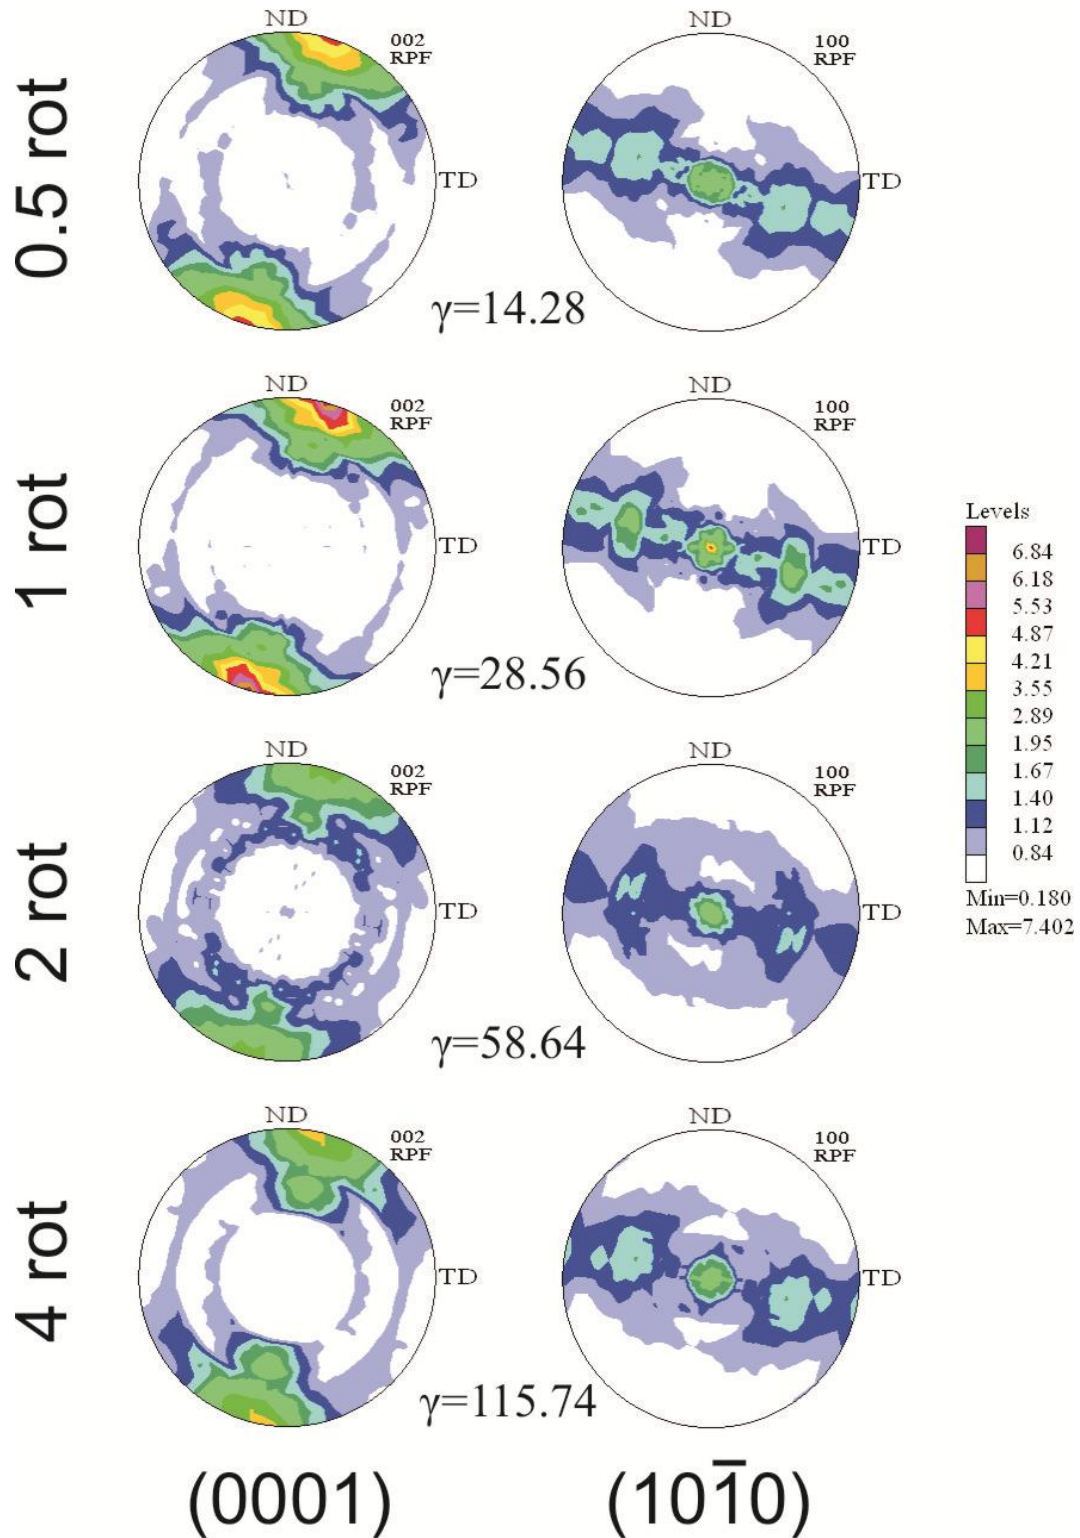 0.5 rot
ND
002
RPF
TD
ND
100
RPF
TD
γ=14.28
1 rot
ND
002
RPF
TD
ND
100
RPF
TD
γ=28.56
2 rot
ND
002
RPF
TD
ND
100
RPF
TD
γ=58.64
4 rot
ND
002
RPF
TD
ND
100
RPF
TD
γ=115.74
Levels
6.84
6.18
5.53
4.87
4.21
3.55
2.89
1.95
1.67
1.40
1.12
0.84
Min=0.180
Max=7.402
(0001)
(101̅0)